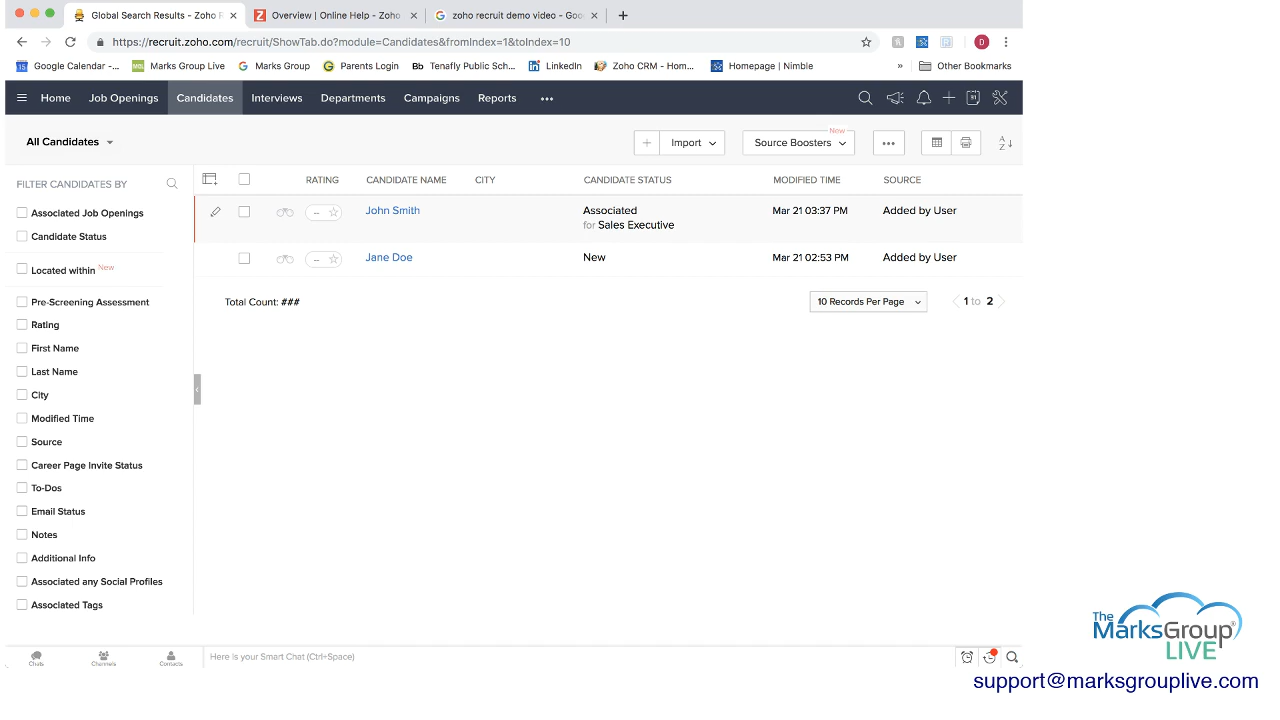 Global Search Results - Zoho R
Overview | Online Help - Zoho
zoho recruit demo video - Goo
https://recruit.zoho.com/recruit/ShowTab.do?module=Candidates&fromIndex=1&toIndex=10
D
Google Calendar -...
Marks Group Live
Marks Group
Parents Login
Bb Tenafly Public Sch...
LinkedIn
Zoho CRM - Hom...
Homepage | Nimble
»
Other Bookmarks
Home
Job Openings
Candidates
Interviews
Departments
Campaigns
Reports
All Candidates
Import
New
Source Boosters
FILTER CANDIDATES BY
RATING
CANDIDATE NAME
CITY
CANDIDATE STATUS
MODIFIED TIME
SOURCE
John Smith
Associated
for Sales Executive
Mar 21 03:37 PM
Added by User
Jane Doe
New
Mar 21 02:53 PM
Added by User
Total Count: ###
10 Records Per Page
1 to 2
Associated Job Openings
Candidate Status
Located within New
Pre-Screening Assessment
Rating
First Name
Last Name
City
Modified Time
Source
Career Page Invite Status
To-Dos
Email Status
Notes
Additional Info
Associated any Social Profiles
Associated Tags
Chats
Channels
Contacts
Here is your Smart Chat (Ctrl+Space)
The
MarksGroup®
LIVE
support@marksgrouplive.com